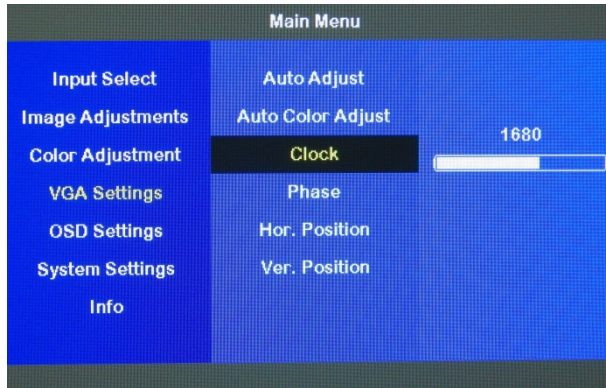 Main Menu
Input Select
Image Adjustments
Color Adjustment
VGA Settings
OSD Settings
System Settings
Info
Auto Adjust
Auto Color Adjust
Clock
Phase
Hor. Position
Ver. Position
1680